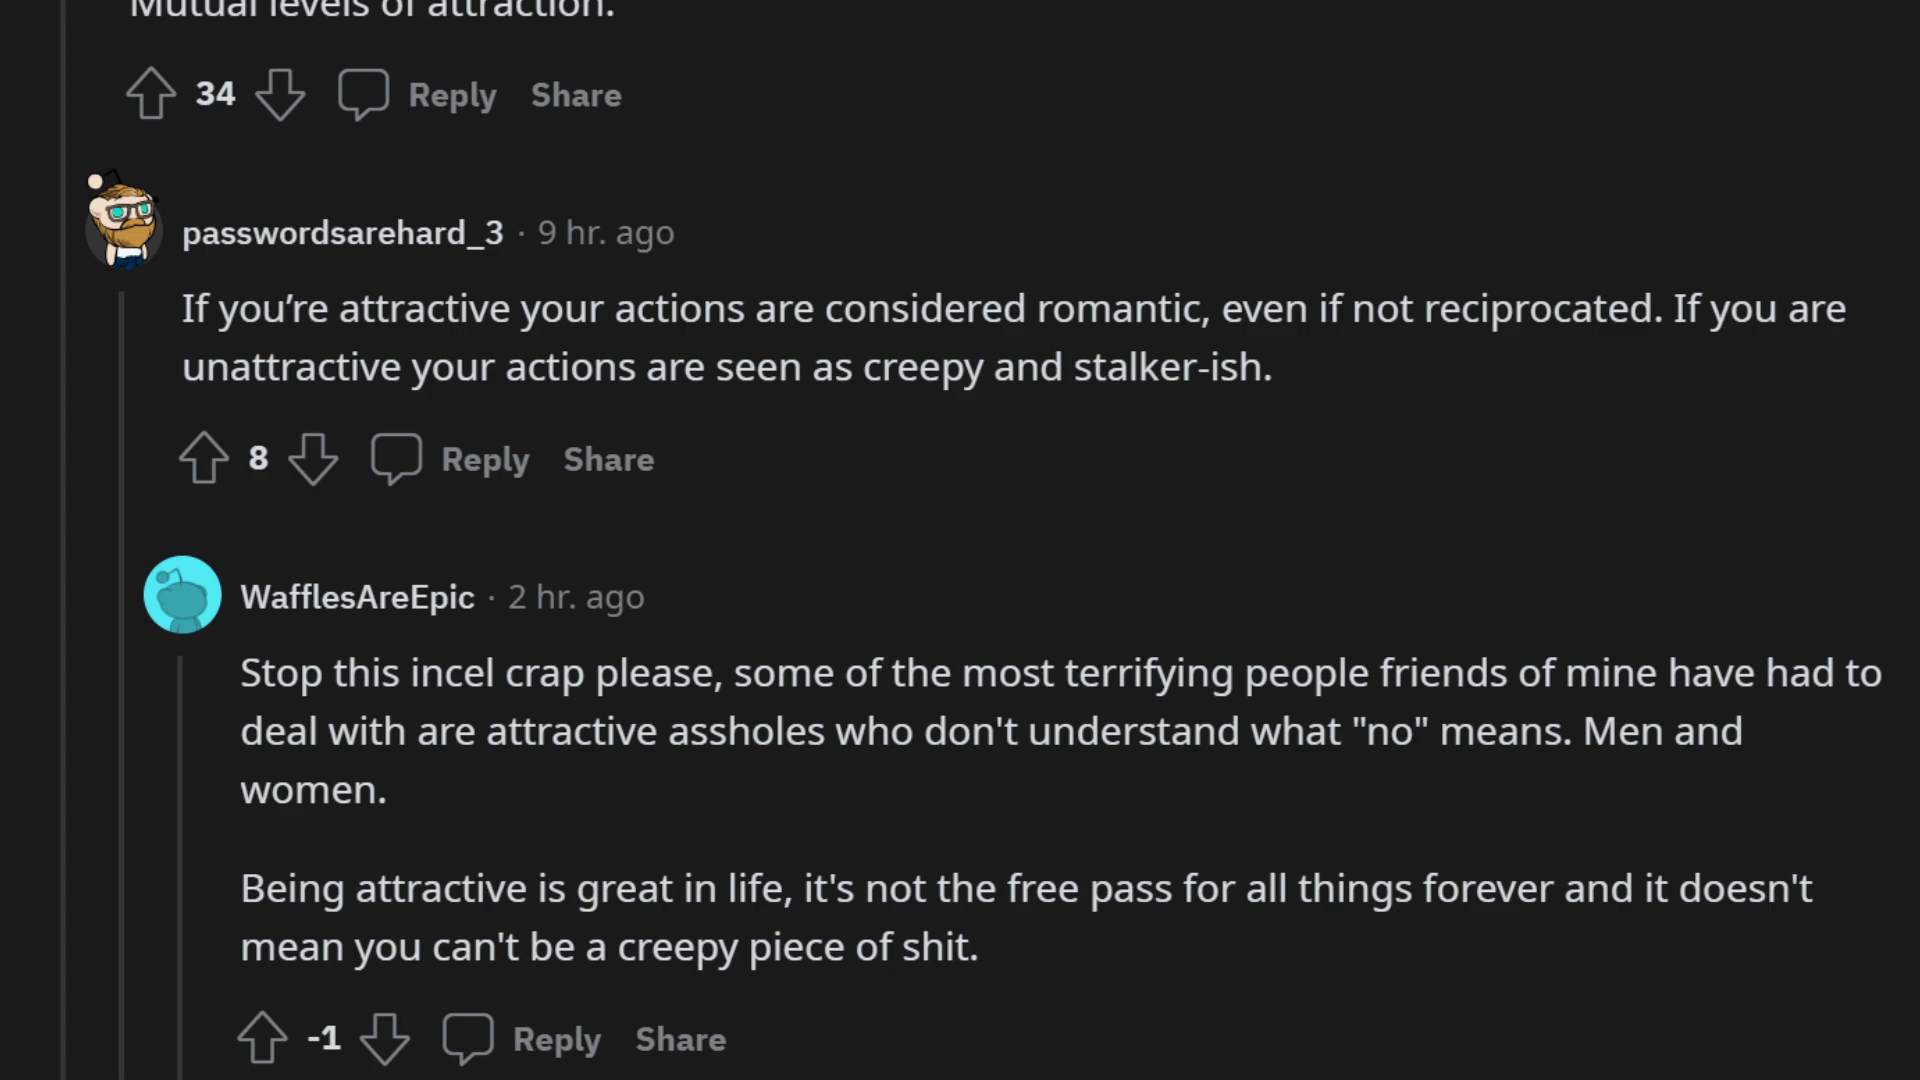 Mutual levels of attraction.
34 Reply Share
passwordsarehard_3 · 9 hr. ago
If you’re attractive your actions are considered romantic, even if not reciprocated. If you are
unattractive your actions are seen as creepy and stalker-ish.
8 Reply Share
WafflesAreEpic · 2 hr. ago
Stop this incel crap please, some of the most terrifying people friends of mine have had to
deal with are attractive assholes who don't understand what "no" means. Men and
women.
Being attractive is great in life, it's not the free pass for all things forever and it doesn't
mean you can't be a creepy piece of shit.
-1 Reply Share